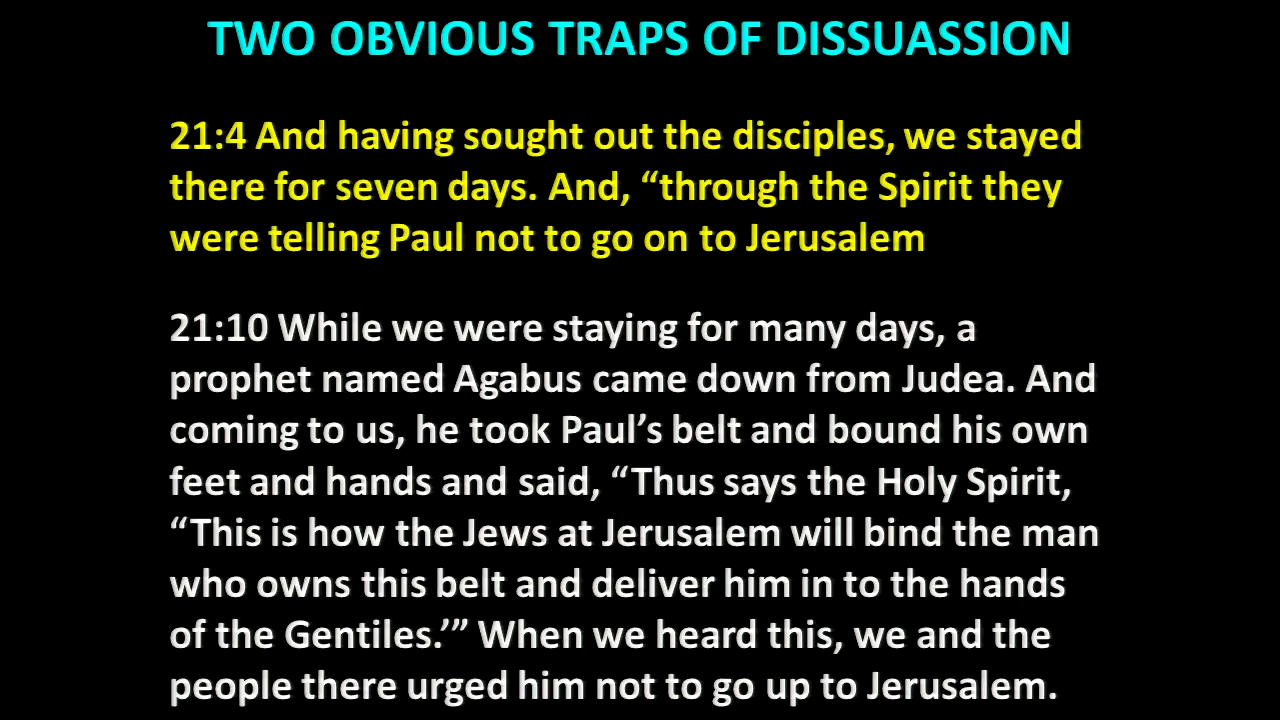 TWO OBVIOUS TRAPS OF DISSUASSION
21:4 And having sought out the disciples, we stayed
there for seven days. And, “through the Spirit they
were telling Paul not to go on to Jerusalem
21:10 While we were staying for many days, a
prophet named Agabus came down from Judea. And
coming to us, he took Paul’s belt and bound his own
feet and hands and said, “Thus says the Holy Spirit,
“This is how the Jews at Jerusalem will bind the man
who owns this belt and deliver him in to the hands
of the Gentiles.’” When we heard this, we and the
people there urged him not to go up to Jerusalem.